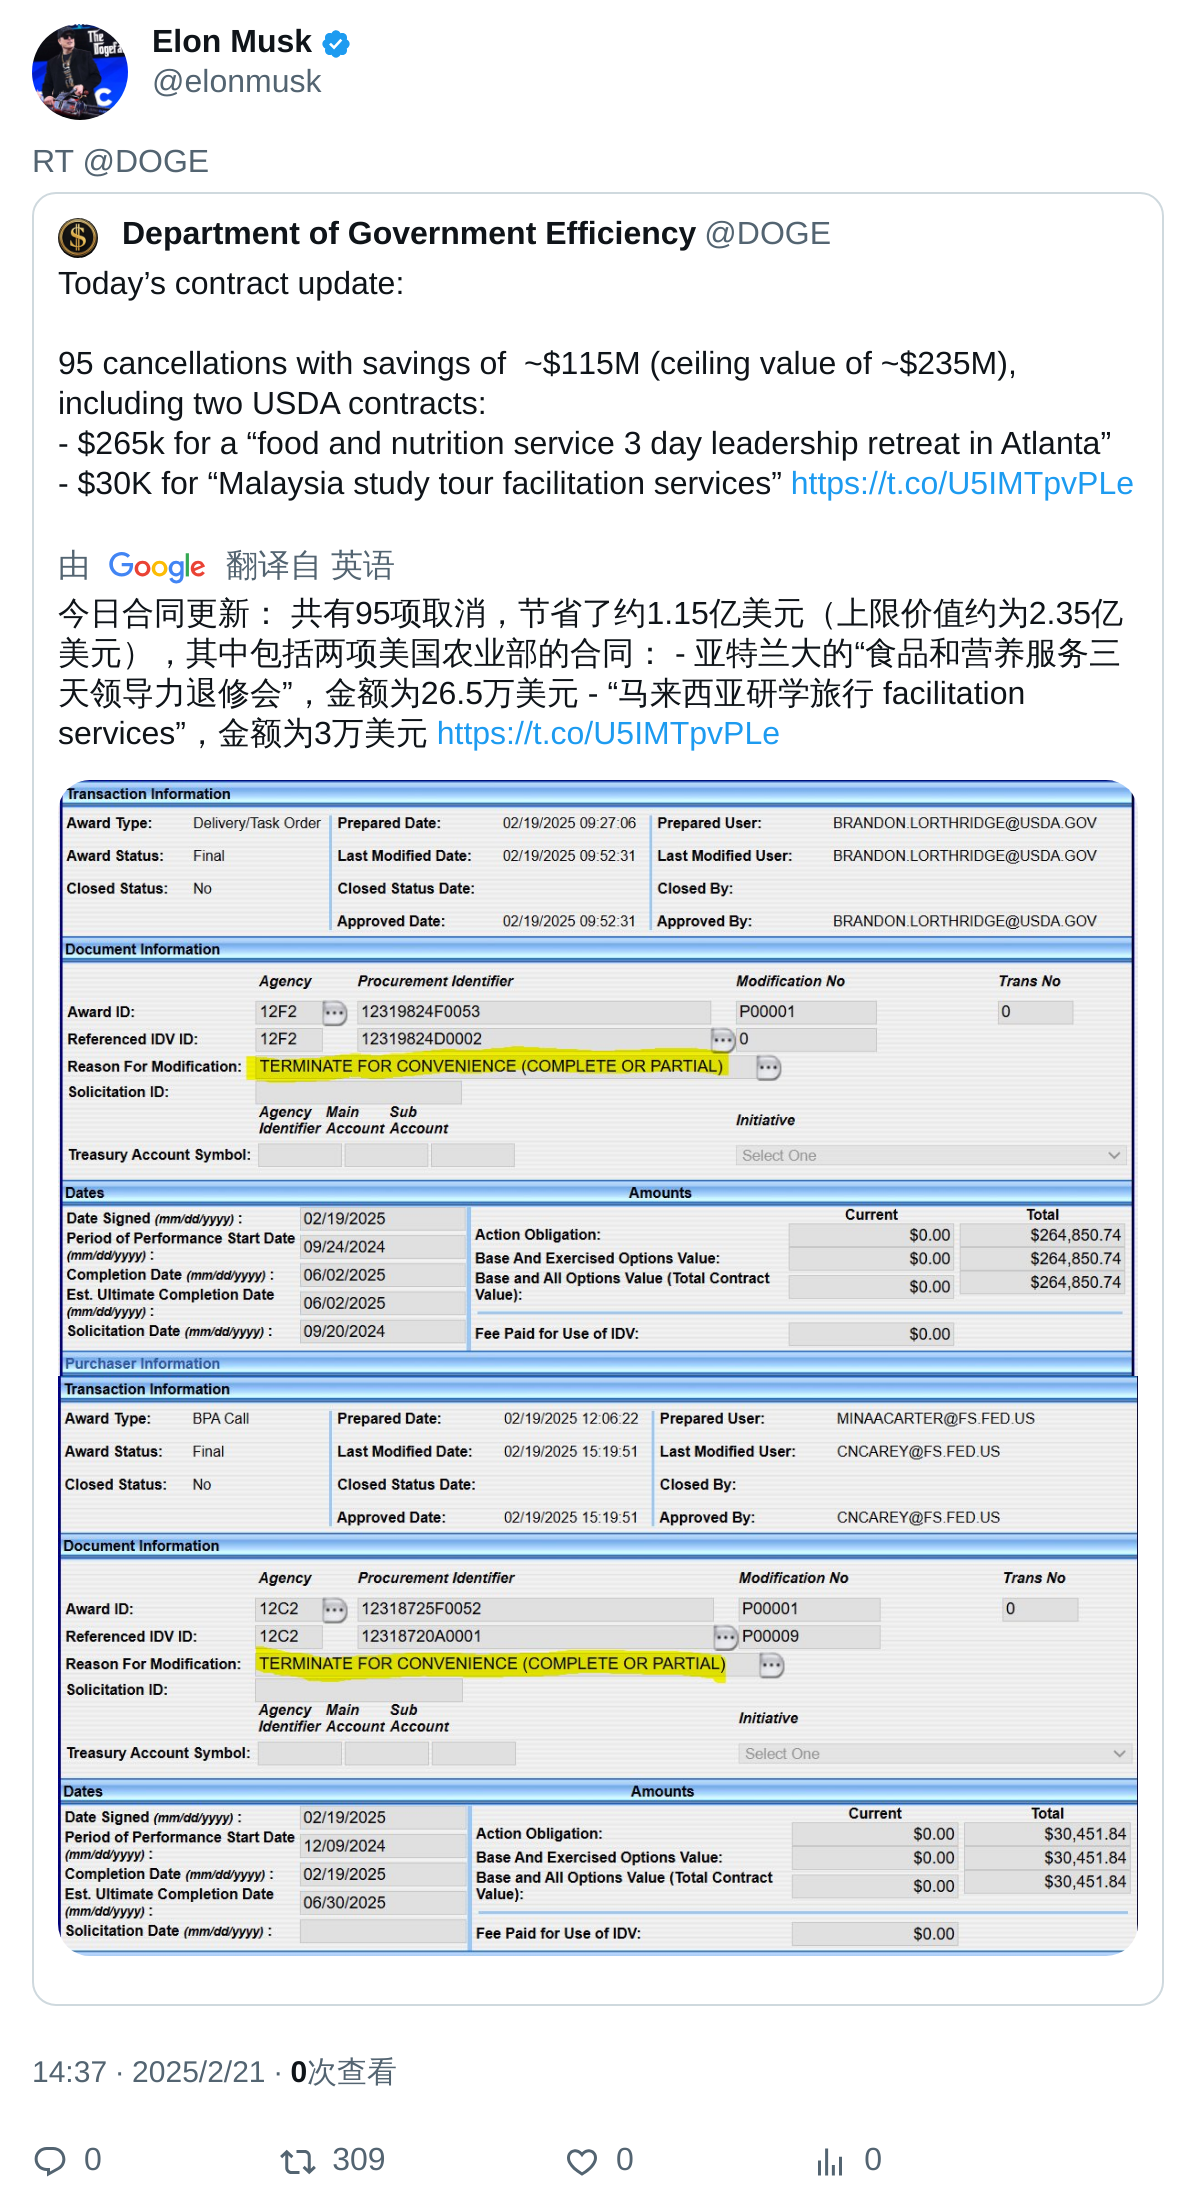 The
Dogefa
C
Elon Musk
@elonmusk
RT @DOGE
$
Department of Government Efficiency @DOGE
Today’s contract update:
95 cancellations with savings of ~$115M (ceiling value of ~$235M),
including two USDA contracts:
- $265k for a “food and nutrition service 3 day leadership retreat in Atlanta”
- $30K for “Malaysia study tour facilitation services” https://t.co/U5IMTpvPLe
由 Google 翻译自 英语
今日合同更新： 共有95项取消，节省了约1.15亿美元（上限价值约为2.35亿
美元），其中包括两项美国农业部的合同： - 亚特兰大的“食品和营养服务三
天领导力退修会”，金额为26.5万美元 - “马来西亚研学旅行 facilitation
services”，金额为3万美元 https://t.co/U5IMTpvPLe
Transaction Information
Award Type: Delivery/Task Order Prepared Date: 02/19/2025 09:27:06 Prepared User: BRANDON.LORTHRIDGE@USDA.GOV
Award Status: Final Last Modified Date: 02/19/2025 09:52:31 Last Modified User: BRANDON.LORTHRIDGE@USDA.GOV
Closed Status: No Closed Status Date: Closed By:
Approved Date: 02/19/2025 09:52:31 Approved By: BRANDON.LORTHRIDGE@USDA.GOV
Document Information
Agency Procurement Identifier Modification No Trans No
Award ID: 12F2 12319824F0053 P00001 0
Referenced IDV ID: 12F2 12319824D0002 0
Reason For Modification: TERMINATE FOR CONVENIENCE (COMPLETE OR PARTIAL)
Solicitation ID:
Agency Main Sub
Identifier Account Account Initiative
Treasury Account Symbol: Select One
Dates Amounts
Current Total
Date Signed (mm/dd/yyyy) : 02/19/2025
Period of Performance Start Date
(mm/dd/yyyy) : 09/24/2024
Completion Date (mm/dd/yyyy) : 06/02/2025
Est. Ultimate Completion Date
(mm/dd/yyyy) : 06/02/2025
Solicitation Date (mm/dd/yyyy) : 09/20/2024
Action Obligation: $0.00 $264,850.74
Base And Exercised Options Value: $0.00 $264,850.74
Base and All Options Value (Total Contract
Value): $0.00 $264,850.74
Fee Paid for Use of IDV: $0.00
Purchaser Information
Transaction Information
Award Type: BPA Call Prepared Date: 02/19/2025 12:06:22 Prepared User: MINAACARTER@FS.FED.US
Award Status: Final Last Modified Date: 02/19/2025 15:19:51 Last Modified User: CNCAREY@FS.FED.US
Closed Status: No Closed Status Date: Closed By:
Approved Date: 02/19/2025 15:19:51 Approved By: CNCAREY@FS.FED.US
Document Information
Agency Procurement Identifier Modification No Trans No
Award ID: 12C2 12318725F0052 P00001 0
Referenced IDV ID: 12C2 12318720A0001 P00009
Reason For Modification: TERMINATE FOR CONVENIENCE (COMPLETE OR PARTIAL)
Solicitation ID:
Agency Main Sub
Identifier Account Account Initiative
Treasury Account Symbol: Select One
Dates Amounts
Current Total
Date Signed (mm/dd/yyyy) : 02/19/2025
Period of Performance Start Date
(mm/dd/yyyy) : 12/09/2024
Completion Date (mm/dd/yyyy) : 02/19/2025
Est. Ultimate Completion Date
(mm/dd/yyyy) : 06/30/2025
Solicitation Date (mm/dd/yyyy) :
Action Obligation: $0.00 $30,451.84
Base And Exercised Options Value: $0.00 $30,451.84
Base and All Options Value (Total Contract
Value): $0.00 $30,451.84
Fee Paid for Use of IDV: $0.00
14:37 · 2025/2/21 · 0次查看
0 309 0 0